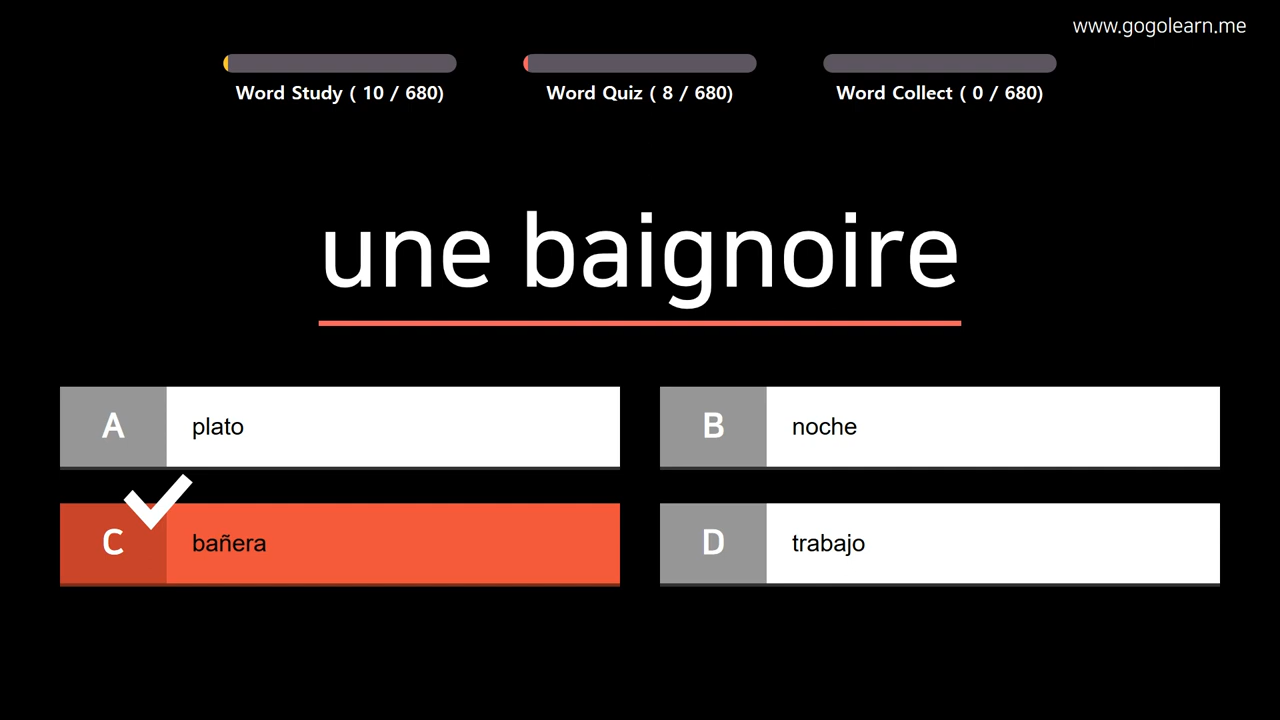 www.gogolearn.me
Word Study ( 10 / 680)
Word Quiz ( 8 / 680)
Word Collect ( 0 / 680)
une baignoire
A
plato
B
noche
C
bañera
D
trabajo